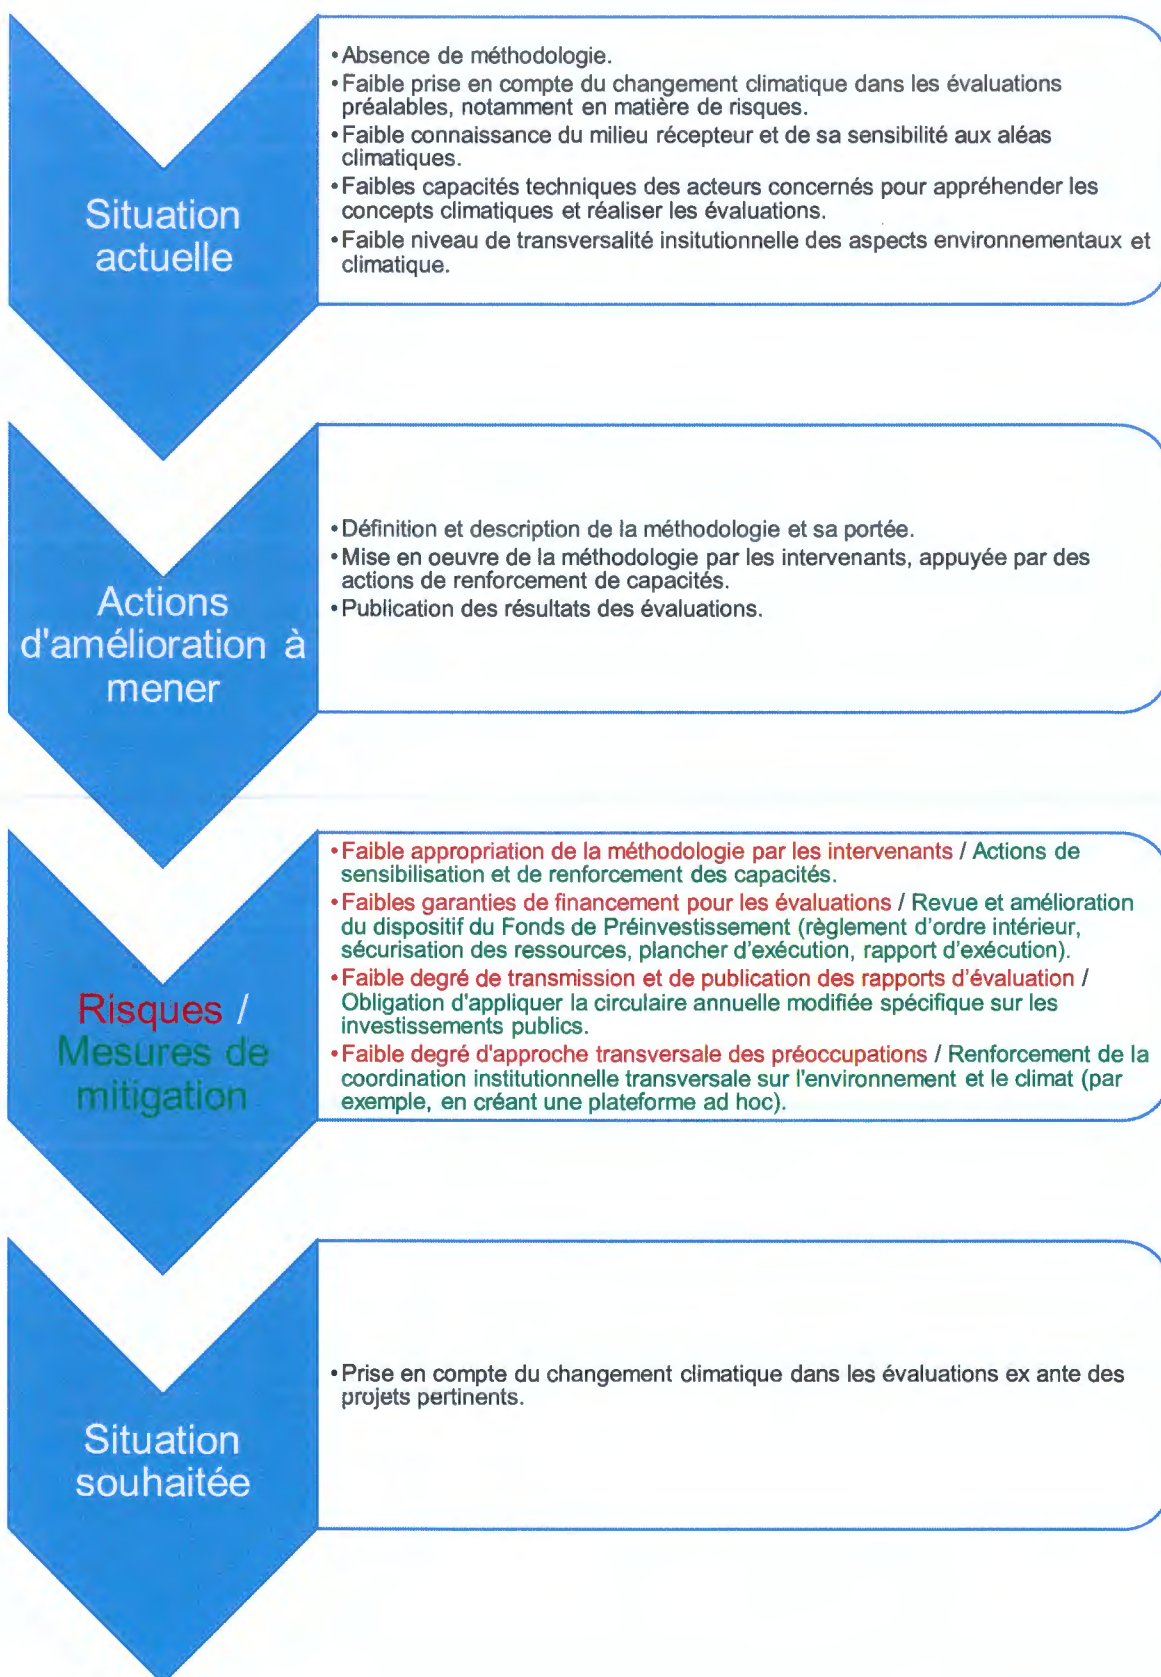 Situation
actuelle
•Absence de méthodologie.
•Faible prise en compte du changement climatique dans les évaluations
préalables, notamment en matière de risques.
•Faible connaissance du milieu récepteur et de sa sensibilité aux aléas
climatiques.
•Faibles capacités techniques des acteurs concernés pour appréhender les
concepts climatiques et réaliser les évaluations.
•Faible niveau de transversalité insitutionnelle des aspects environnementaux et
climatique.
Actions
d'amélioration à
mener
•Définition et description de la méthodologie et sa portée.
•Mise en oeuvre de la méthodologie par les intervenants, appuyée par des
actions de renforcement de capacités.
•Publication des résultats des évaluations.
Risques /
Mesures de
mitigation
•Faible appropriation de la méthodologie par les intervenants / Actions de
sensibilisation et de renforcement des capacités.
•Faibles garanties de financement pour les évaluations / Revue et amélioration
du dispositif du Fonds de Préinvestissement (règlement d’ordre intérieur,
sécurisation des ressources, plancher d’exécution, rapport d’exécution).
•Faible degré de transmission et de publication des rapports d’évaluation /
Obligation d'appliquer la circulaire annuelle modifiée spécifique sur les
investissements publics.
•Faible degré d'approche transversale des préoccupations / Renforcement de la
coordination institutionnelle transversale sur l'environnement et le climat (par
exemple, en créant une plateforme ad hoc).
Situation
souhaitée
•Prise en compte du changement climatique dans les évaluations ex ante des
projets pertinents.